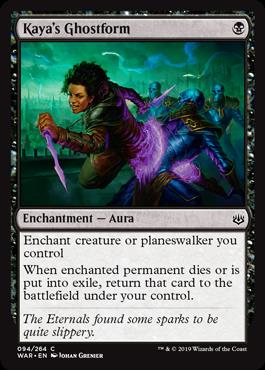 Kaya's Ghostform
Enchantment — Aura
Enchant creature or planeswalker you
control
When enchanted permanent dies or is
put into exile, return that card to the
battlefield under your control.
The Eternals found some sparks to be
quite slippery.
094/264 C
WAR • EN Johan Grenier
™ & © 2019 Wizards of the Coast